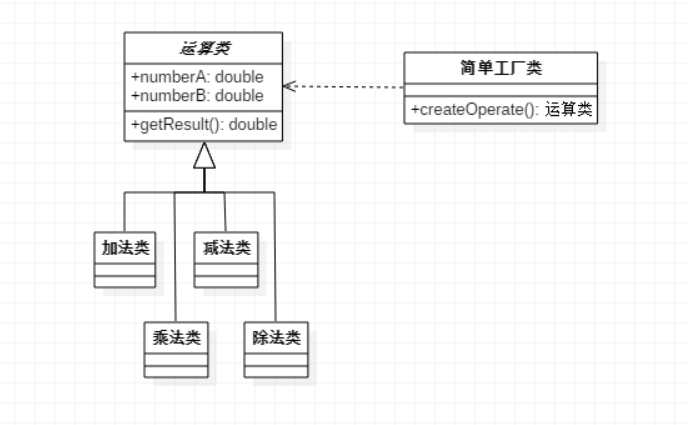 运算类
+numberA: double
+numberB: double
+getResult(): double
简单工厂类
+createOperate(): 运算类
加法类
减法类
乘法类
除法类